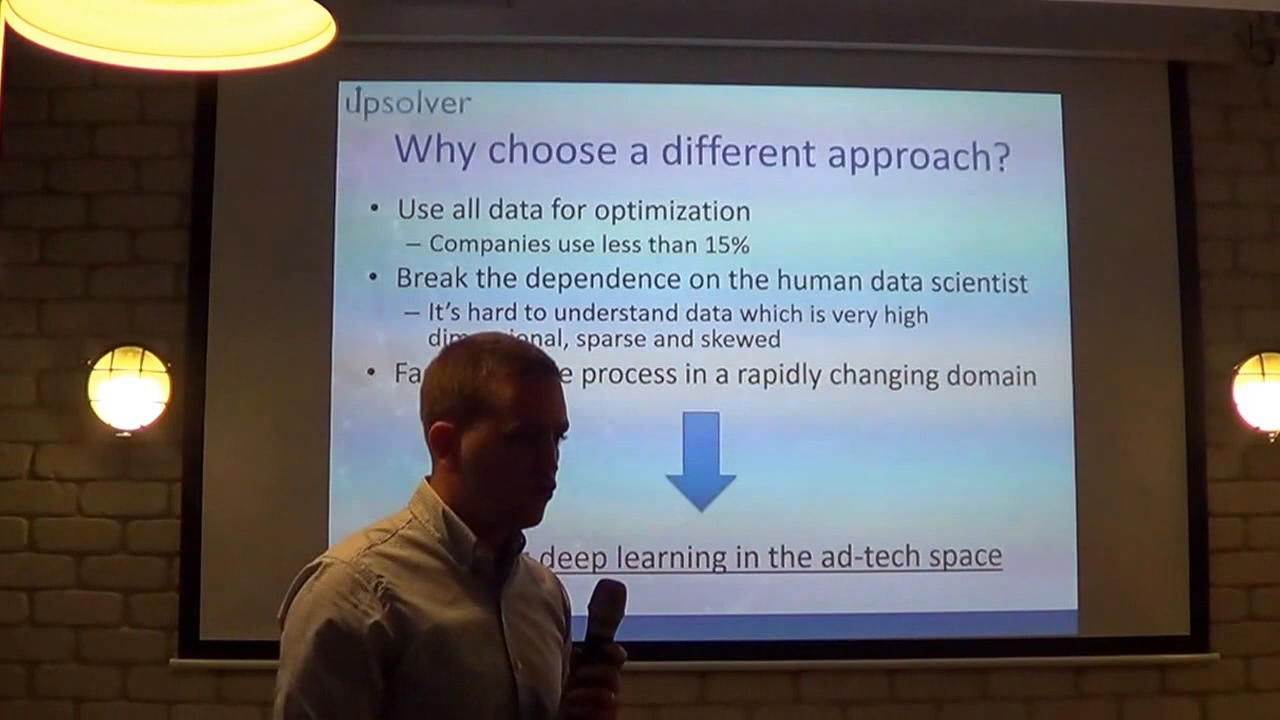 upsolver
Why choose a different approach?
• Use all data for optimization
– Companies use less than 15%
• Break the dependence on the human data scientist
– It's hard to understand data which is very high
sparse and skewed
• process in a rapidly changing domain
deep learning in the ad-tech space